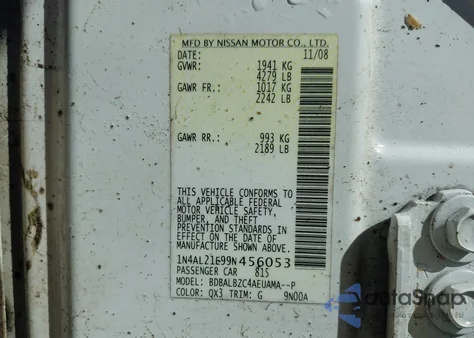 MFD BY NISSAN MOTOR CO., LTD.
DATE: 11/08
GVWR: 1941 KG
4279 LB
GAWR FR.: 1017 KG
2242 LB
GAWR RR.: 993 KG
2189 LB
THIS VEHICLE CONFORMS TO
ALL APPLICABLE FEDERAL
MOTOR VEHICLE SAFETY,
BUMPER, AND THEFT
PREVENTION STANDARDS IN
EFFECT ON THE DATE OF
MANUFACTURE SHOWN ABOVE.
1N4AL21E99N456053
PASSENGER CAR 815
MODEL: BDBALBZC4AEUAMA--P
COLOR: QX3 TRIM: G 9N00A
dataSnap